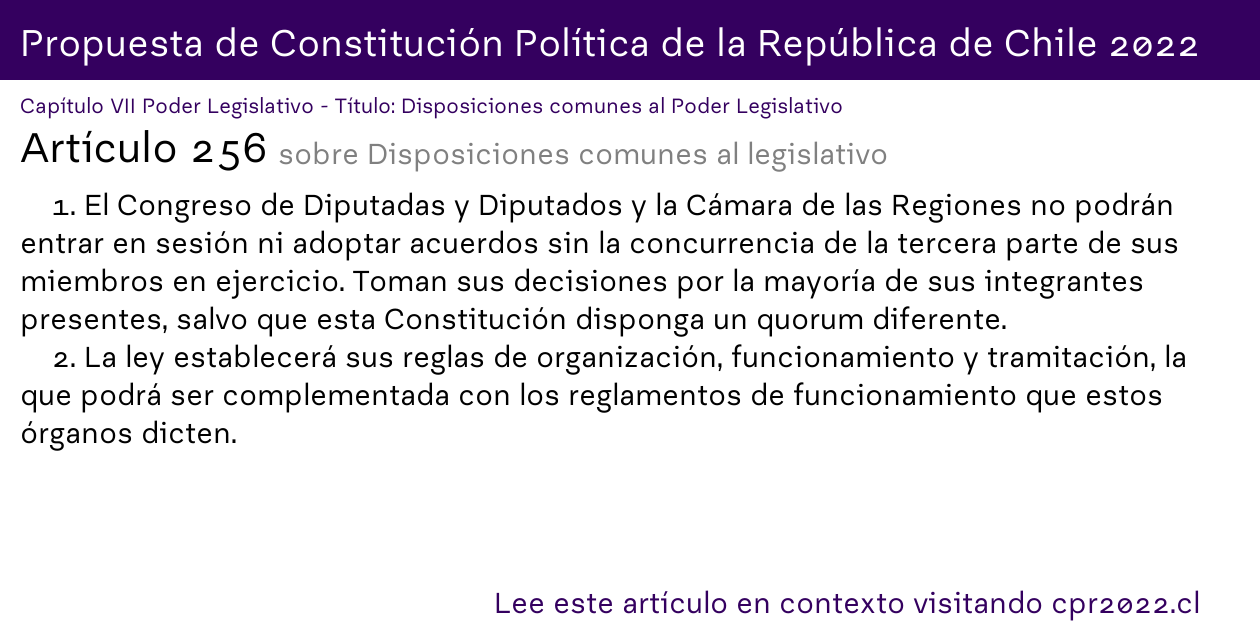 Propuesta de Constitución Política de la República de Chile 2022
Capítulo VII Poder Legislativo - Título: Disposiciones comunes al Poder Legislativo
Artículo 256 sobre Disposiciones comunes al legislativo
1. El Congreso de Diputadas y Diputados y la Cámara de las Regiones no podrán
entrar en sesión ni adoptar acuerdos sin la concurrencia de la tercera parte de sus
miembros en ejercicio. Toman sus decisiones por la mayoría de sus integrantes
presentes, salvo que esta Constitución disponga un quorum diferente.
2. La ley establecerá sus reglas de organización, funcionamiento y tramitación, la
que podrá ser complementada con los reglamentos de funcionamiento que estos
órganos dicten.
Lee este artículo en contexto visitando cpr2022.cl